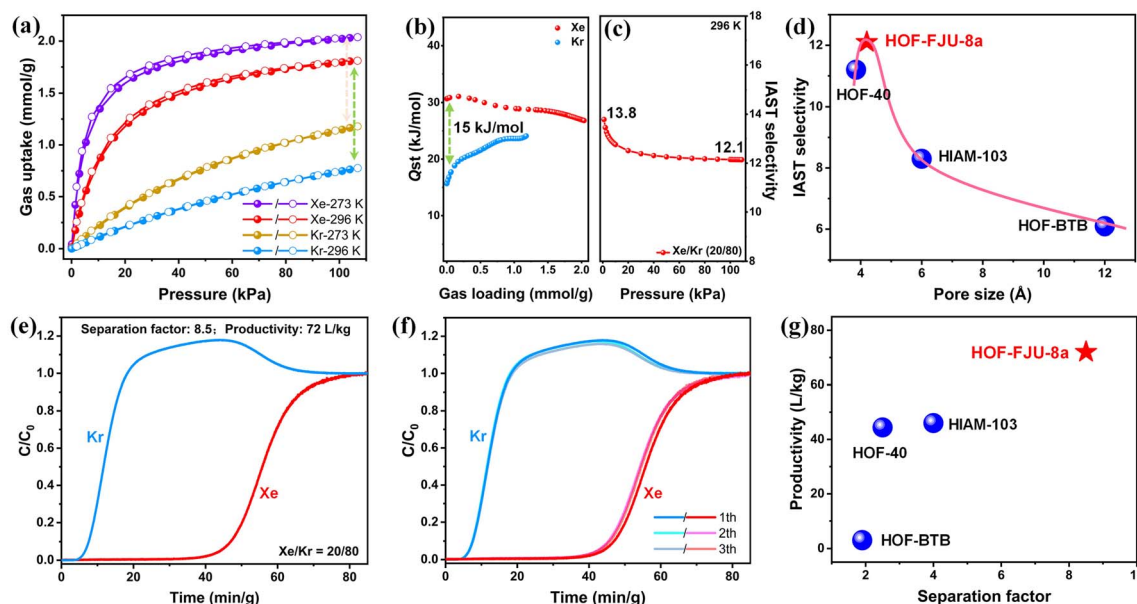 (a)
Gas uptake (mmol/g)
2.0
1.5
1.0
0.5
0.0
Xe-273 K
Xe-296 K
Kr-273 K
Kr-296 K
0 20 40 60 80 100
Pressure (kPa)
(b)
Qst (kJ/mol)
50
40
30
20
10
Xe
Kr
15 kJ/mol
0.0 0.5 1.0 1.5 2.0
Gas loading (mmol/g)
(c)
296 K
13.8
12.1
Xe/Kr (20/80)
0 20 40 60 80 100
Pressure (kPa)
18
16
14
12
10
8
IAST selectivity
(d)
IAST selectivity
12
10
8
6
HOF-FJU-8a
HOF-40
HIAM-103
HOF-BTB
4 6 8 10 12
Pore size (Å)
(e)
Separation factor: 8.5; Productivity: 72 L/kg
C/C0
1.2
1.0
0.8
0.6
0.4
0.2
0.0
Kr
Xe
Xe/Kr = 20/80
0 20 40 60 80
Time (min/g)
(f)
C/C0
1.2
1.0
0.8
0.6
0.4
0.2
0.0
Kr
Xe
1th
2th
3th
0 20 40 60 80
Time (min/g)
(g)
Productivity (L/kg)
80
60
40
20
0
HOF-FJU-8a
HIAM-103
HOF-40
HOF-BTB
2 4 6 8
Separation factor